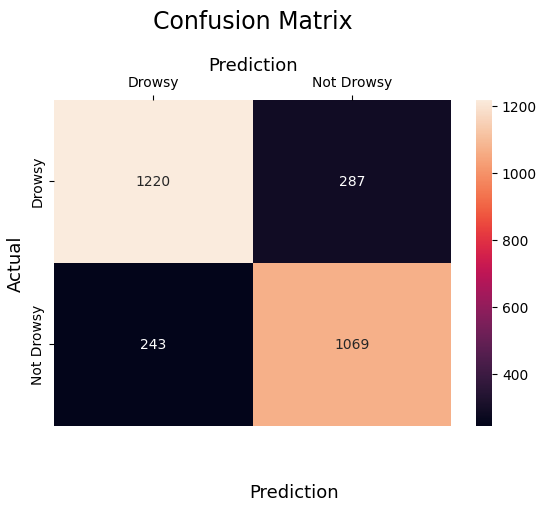 Confusion Matrix
Prediction
Drowsy Not Drowsy
Actual
Drowsy
1220 287
Not Drowsy
243 1069
1200
1000
800
600
400
Prediction